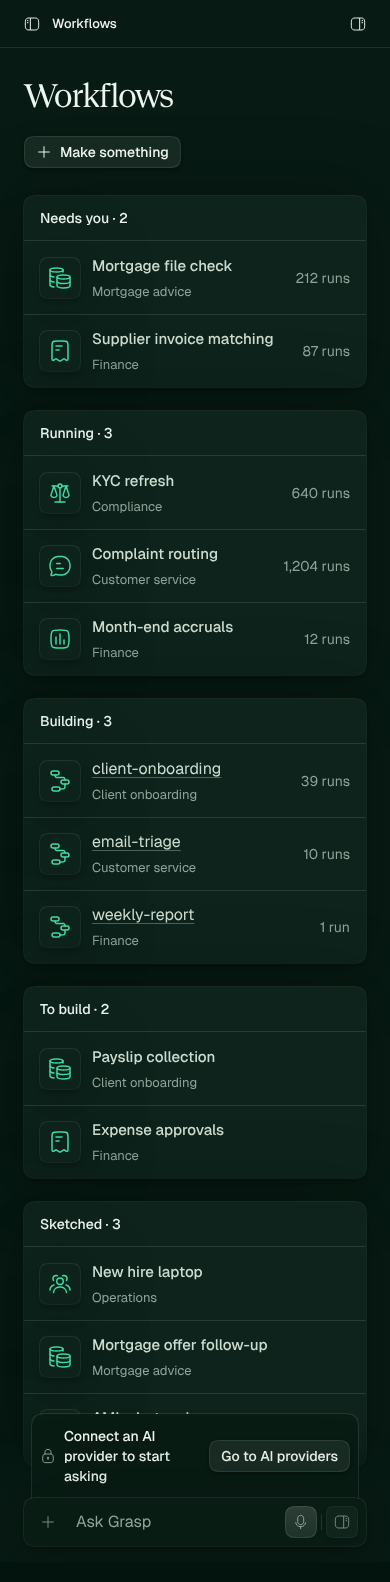 Workflows
Workflows
Make something
Needs you · 2
Mortgage file check
Mortgage advice
212 runs
Supplier invoice matching
Finance
87 runs
Running · 3
KYC refresh
Compliance
640 runs
Complaint routing
Customer service
1,204 runs
Month-end accruals
Finance
12 runs
Building · 3
client-onboarding
Client onboarding
39 runs
email-triage
Customer service
10 runs
weekly-report
Finance
1 run
To build · 2
Payslip collection
Client onboarding
Expense approvals
Finance
Sketched · 3
New hire laptop
Operations
Mortgage offer follow-up
Mortgage advice
Connect an AI
provider to start
asking
Go to AI providers
Ask Grasp